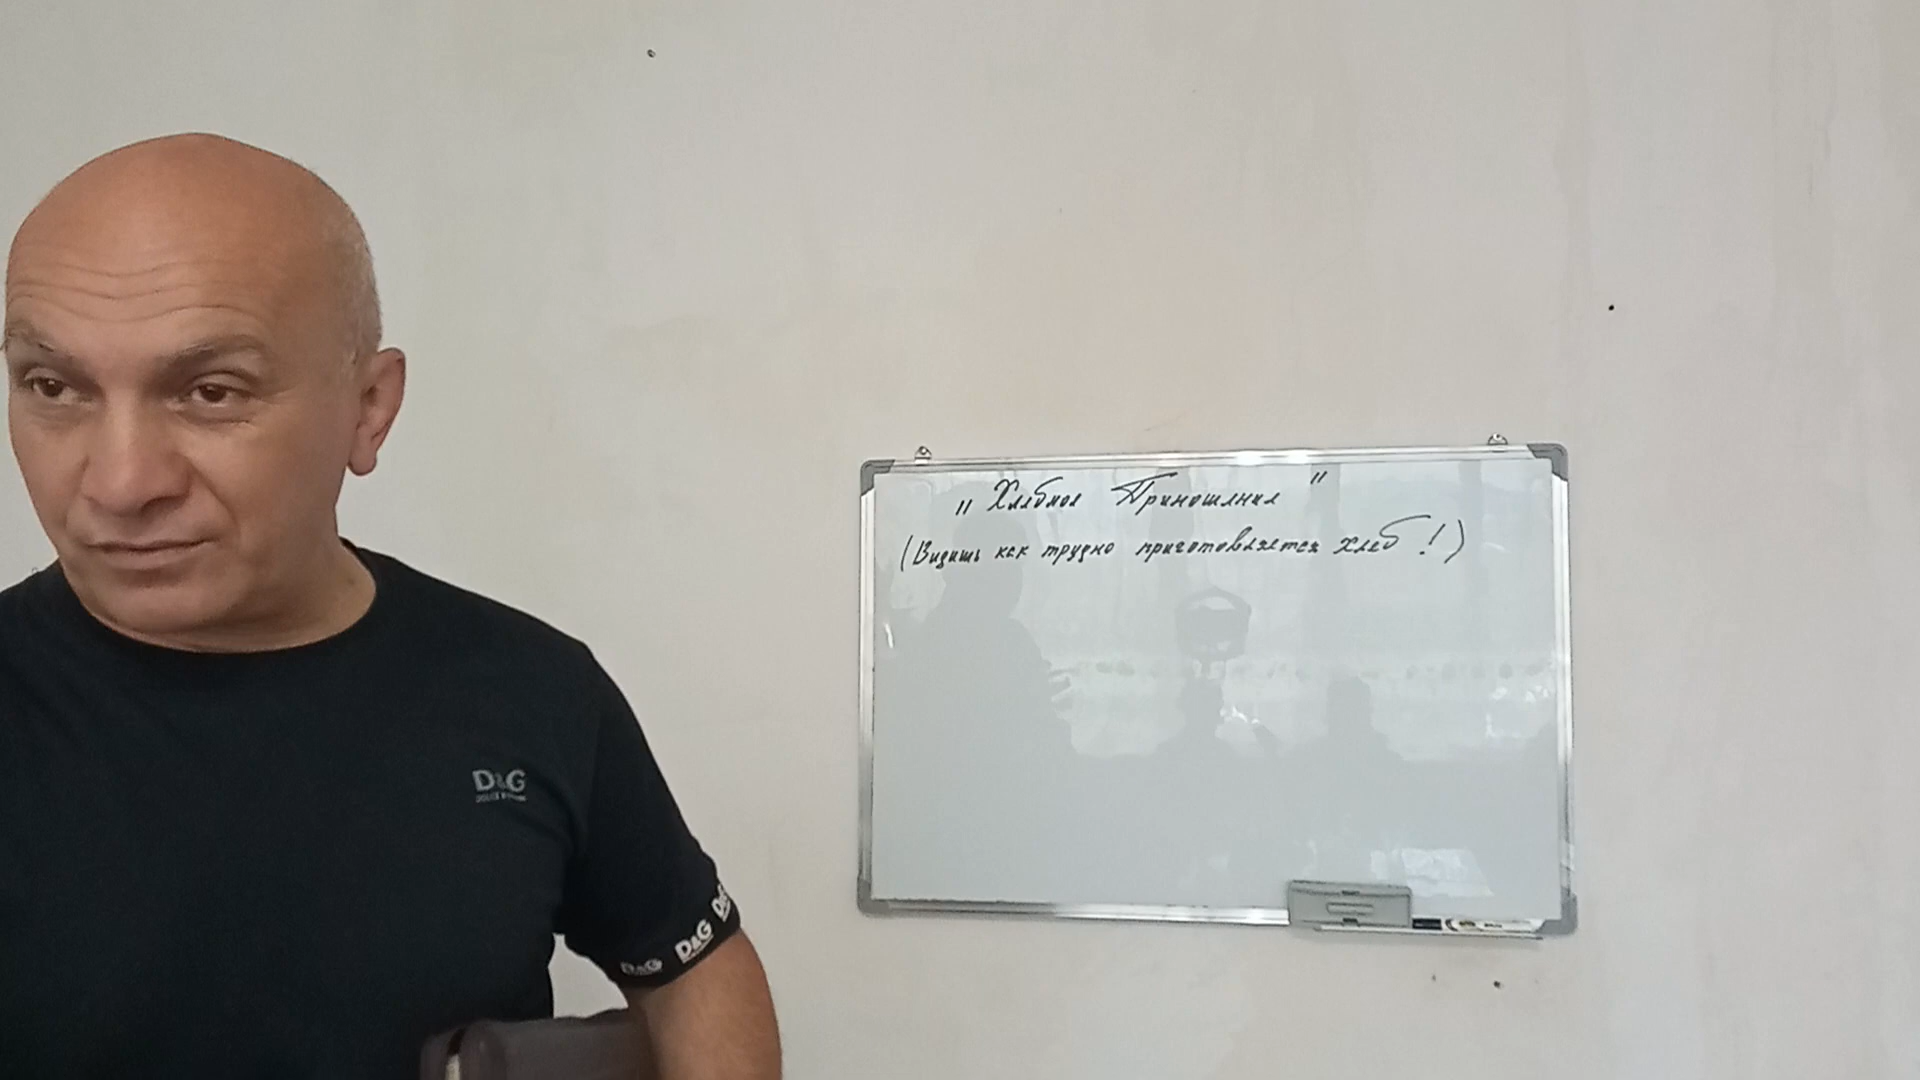 " Хлебное Приношение "
(Видишь как трудно приготовляется хлеб !)
D&G
D&G
D&G